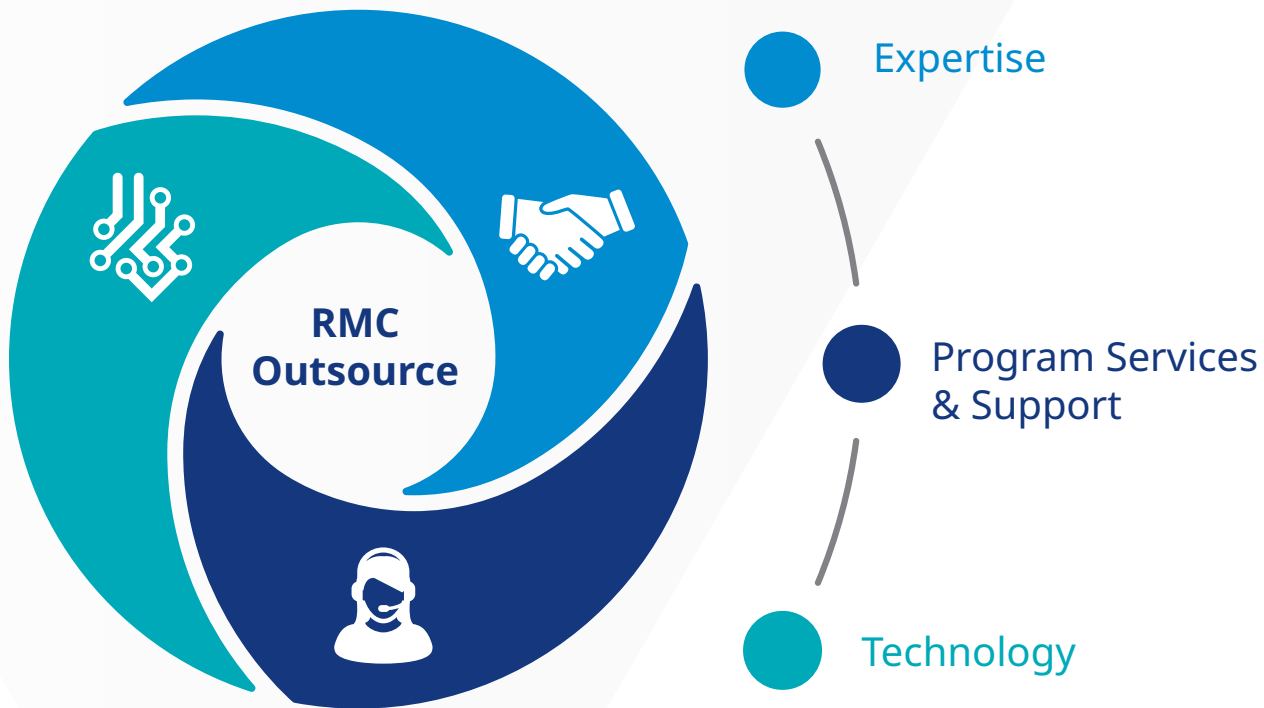 RMC
Outsource
Expertise
Program Services
& Support
Technology